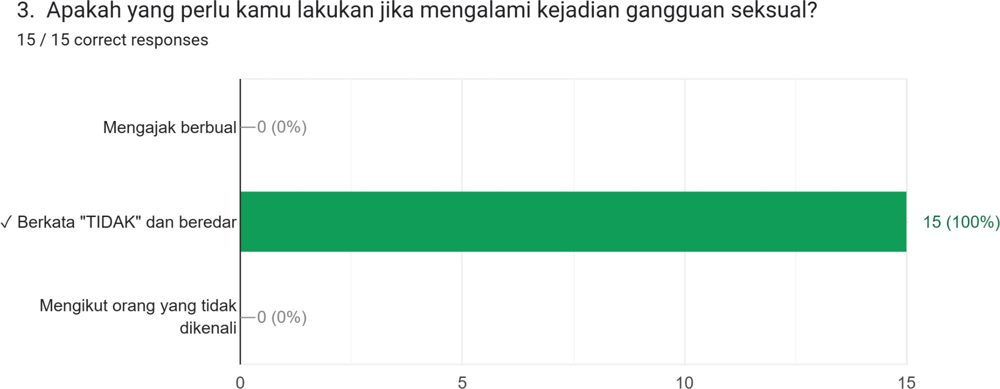 3. Apakah yang perlu kamu lakukan jika mengalami kejadian gangguan seksual?
15 / 15 correct responses
Mengajak berbual
0 (0%)
✓ Berkata "TIDAK" dan beredar
15 (100%)
Mengikut orang yang tidak
dikenali
0 (0%)
0 5 10 15